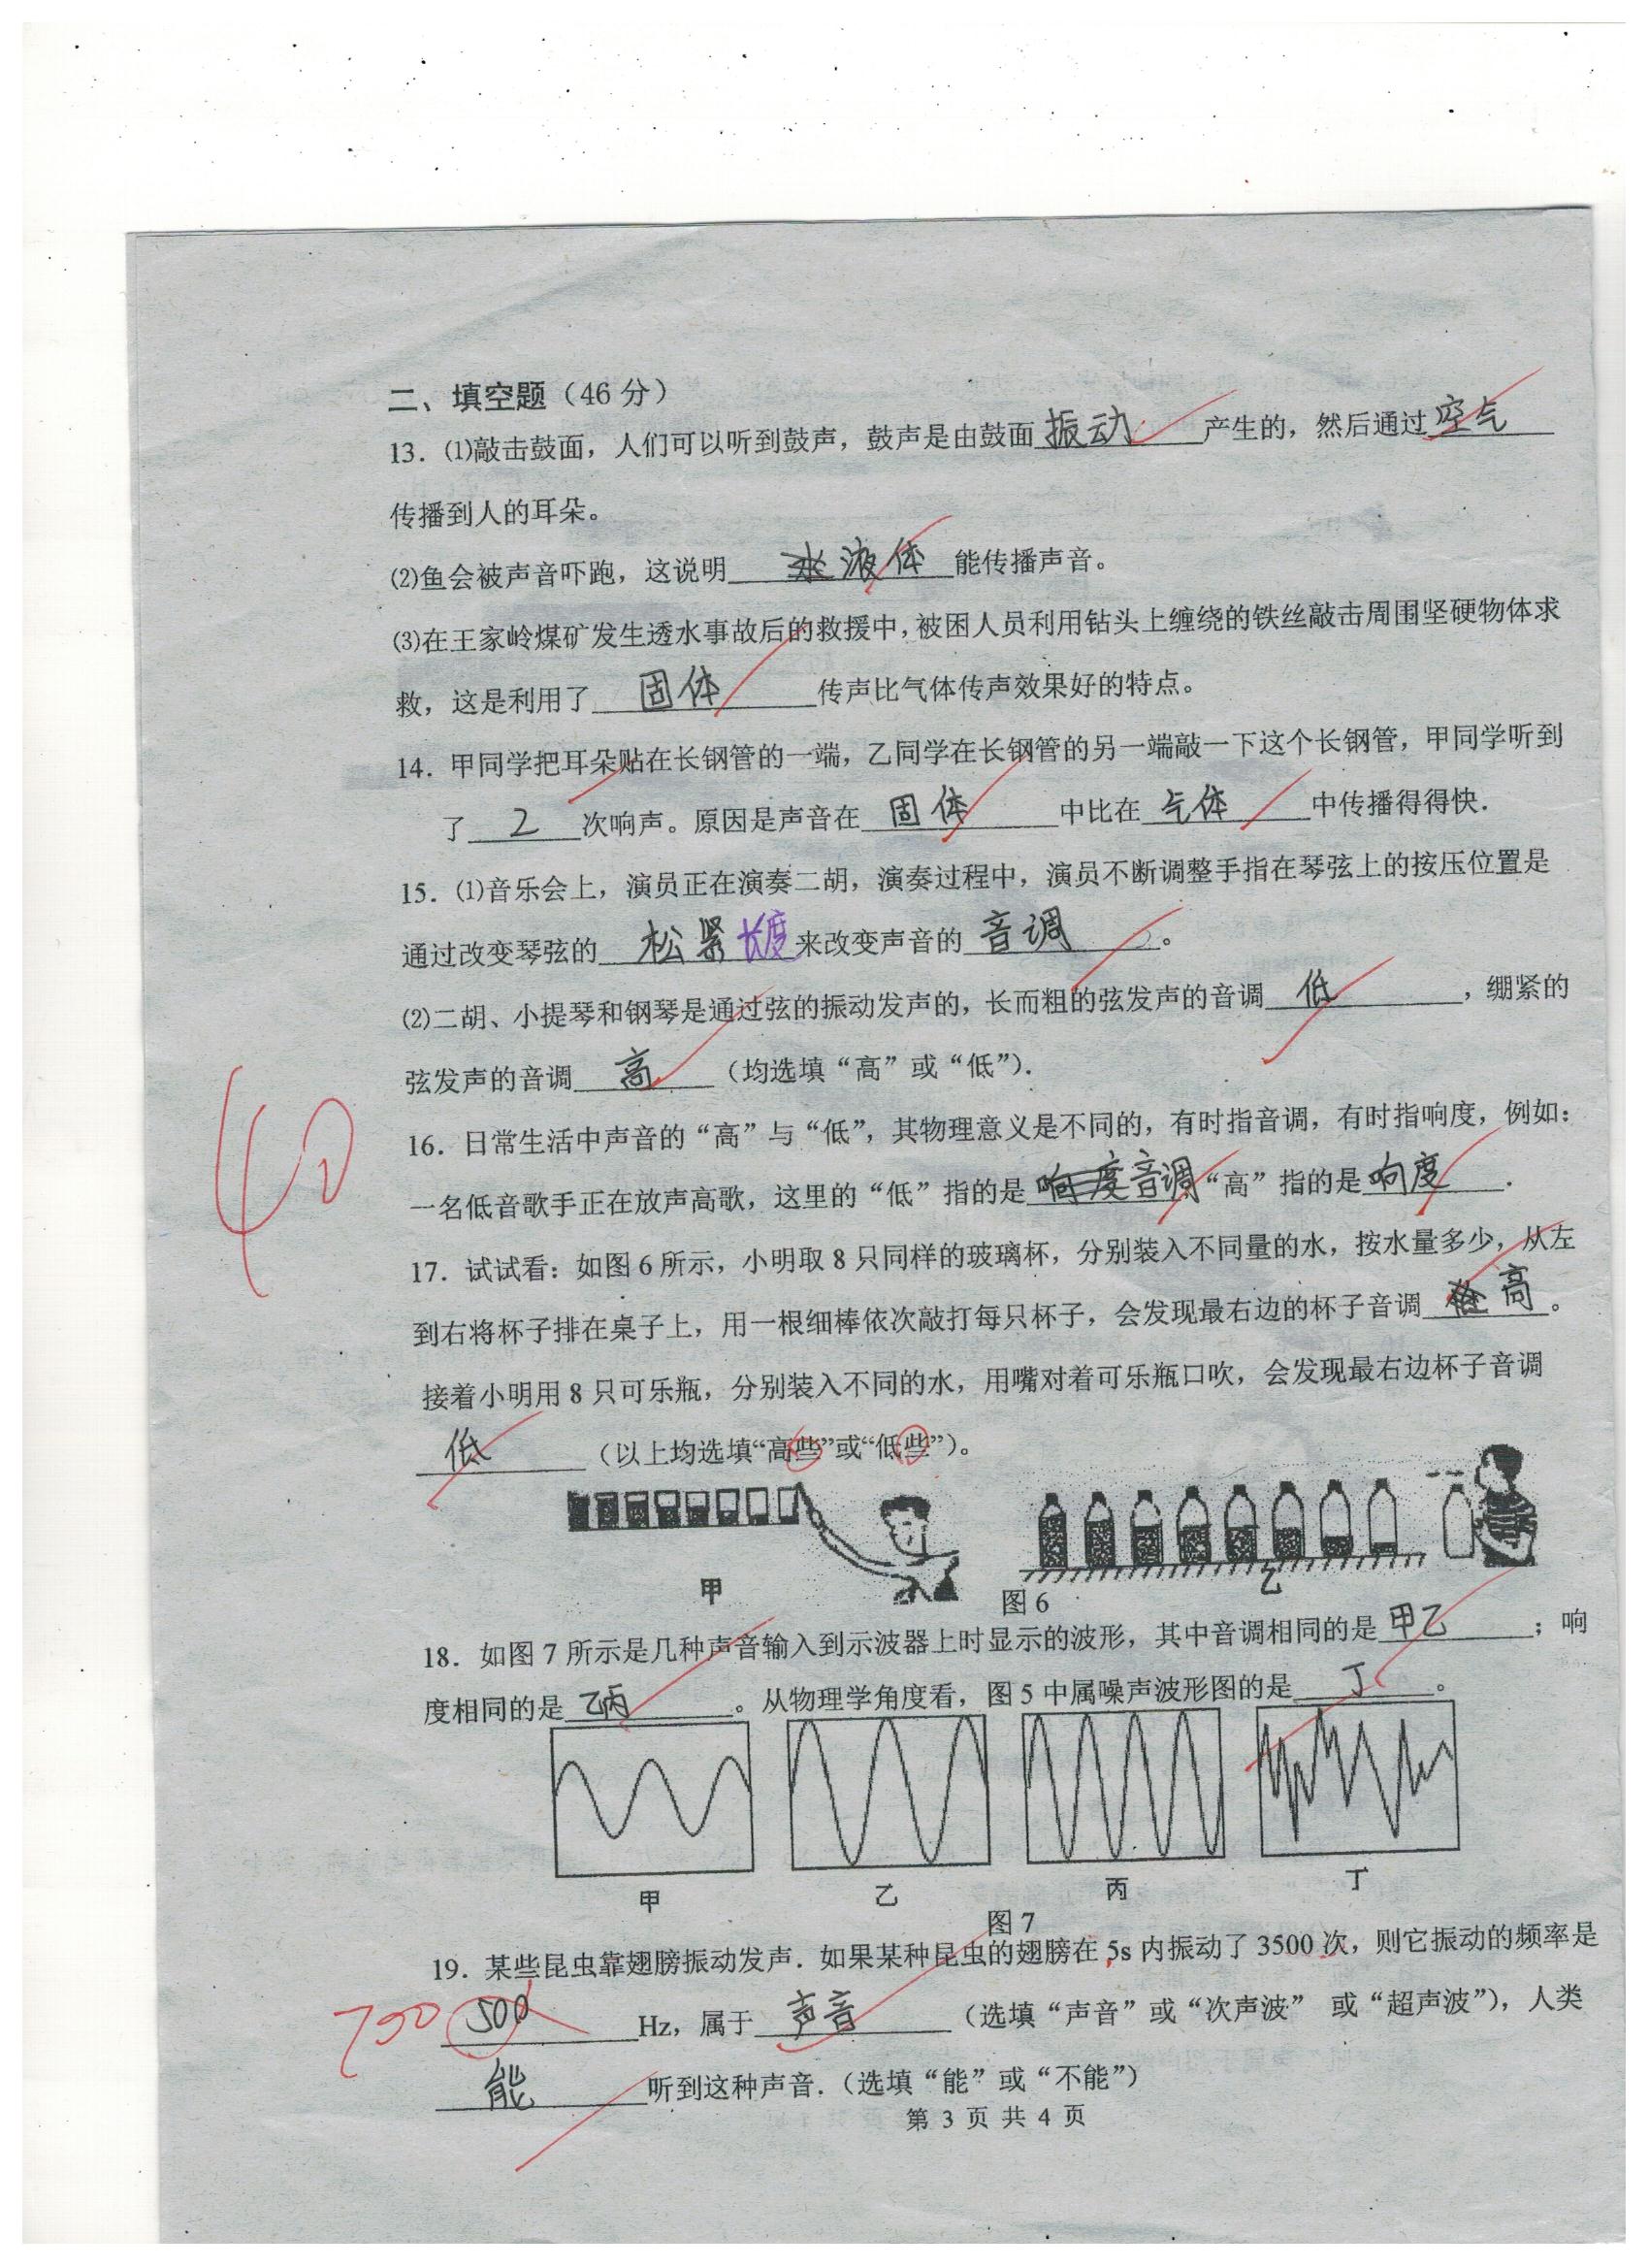 二、填空题（46 分）
13．⑴敲击鼓面，人们可以听到鼓声，鼓声是由鼓面振动产生的，然后通过空气
传播到人的耳朵。
⑵鱼会被声音吓跑，这说明水液体能传播声音。
⑶在王家岭煤矿发生透水事故后的救援中，被困人员利用钻头上缠绕的铁丝敲击周围坚硬物体求
救，这是利用了固体传声比气体传声效果好的特点。
14．甲同学把耳朵贴在长钢管的一端，乙同学在长钢管的另一端敲一下这个长钢管，甲同学听到
了2次响声。原因是声音在固体中比在气体中传播得得快．
15．⑴音乐会上，演员正在演奏二胡，演奏过程中，演员不断调整手指在琴弦上的按压位置是
通过改变琴弦的松紧长度来改变声音的音调。
⑵二胡、小提琴和钢琴是通过弦的振动发声的，长而粗的弦发声的音调低，绷紧的
弦发声的音调高（均选填“高”或“低”）．
40
16．日常生活中声音的“高”与“低”，其物理意义是不同的，有时指音调，有时指响度，例如：
一名低音歌手正在放声高歌，这里的“低”指的是响度音调，“高”指的是响度．
17．试试看：如图 6 所示，小明取 8 只同样的玻璃杯，分别装入不同量的水，按水量多少，从左
到右将杯子排在桌子上，用一根细棒依次敲打每只杯子，会发现最右边的杯子音调高。
接着小明用 8 只可乐瓶，分别装入不同的水，用嘴对着可乐瓶口吹，会发现最右边杯子音调
低（以上均选填“高些”或“低些”）。
甲
乙
图 6
18．如图 7 所示是几种声音输入到示波器上时显示的波形，其中音调相同的是甲乙；响
度相同的是乙丙。从物理学角度看，图 5 中属噪声波形图的是丁。
甲
乙
丙
丁
图 7
19．某些昆虫靠翅膀振动发声．如果某种昆虫的翅膀在 5s 内振动了 3500 次，则它振动的频率是
700 500Hz，属于声音（选填“声音”或“次声波” 或“超声波”），人类
能听到这种声音．（选填“能”或“不能”）
第 3 页 共 4 页